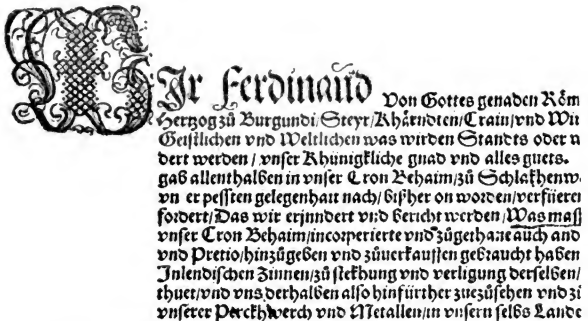 WIr Ferdinand Von Gottes genaden Röm
Hertzog zů Burgundi/Steyr/Khärndten/Crain/vnd Wir
Geistlichen vnd Weltlichen was wirden Standts oder
dert werden/vnser Khünigkliche gnad vnd alles guets.
gab allenthalben in vnser Cron Behaim/zů Schlakhenw
vn er pessten gelegenhait nach/bißher on worden/verfüeren
fordert/Das wir erjnndert vnd bericht werden/Was mass
vnser Cron Behaim/incorperierte vnd zůgethane auch and
vnd Pretio/hinzůgeben vnd zůuerkauffen gebraucht haben
Jnlendischen Zinnen/zů stekhung vnd verligung derselben/
thuet/vnd vns derhalben also hinfürther zuezůsehen vnd
vnserer Perckhwerch vnd Metallen/in vnsern selbs Lande